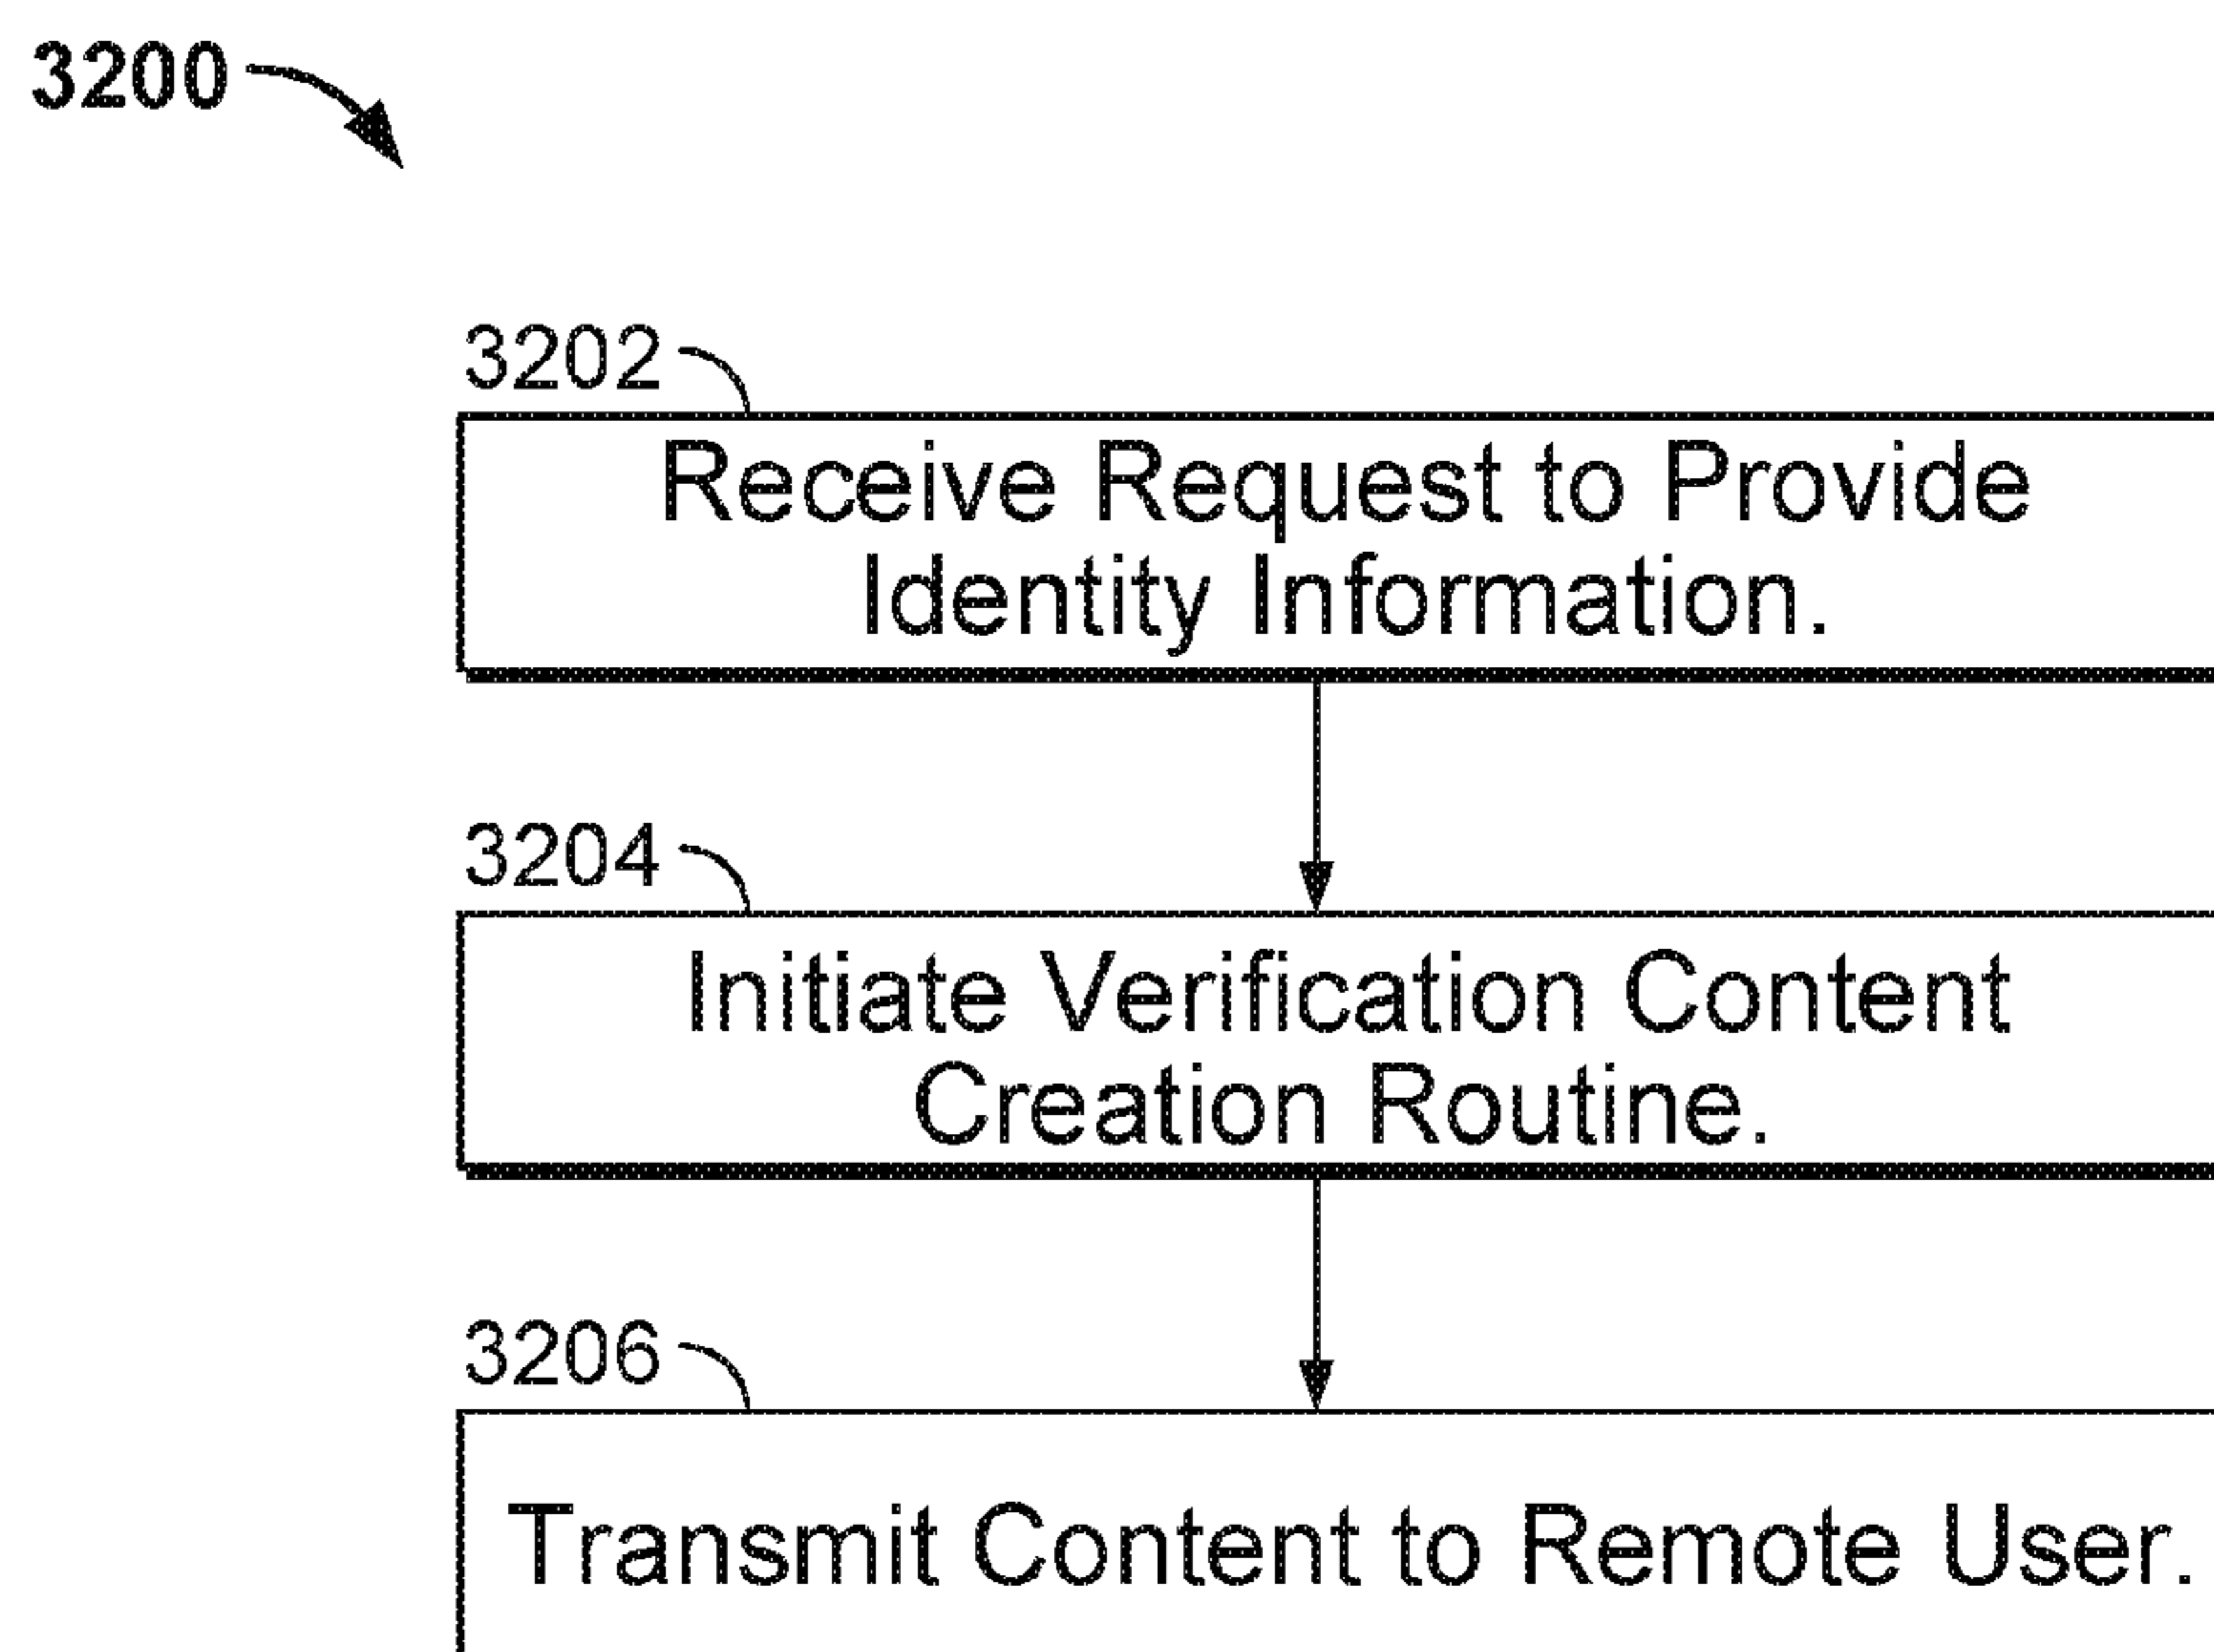 3200
3202
Receive Request to Provide
Identity Information.
3204
Initiate Verification Content
Creation Routine.
3206
Transmit Content to Remote User.